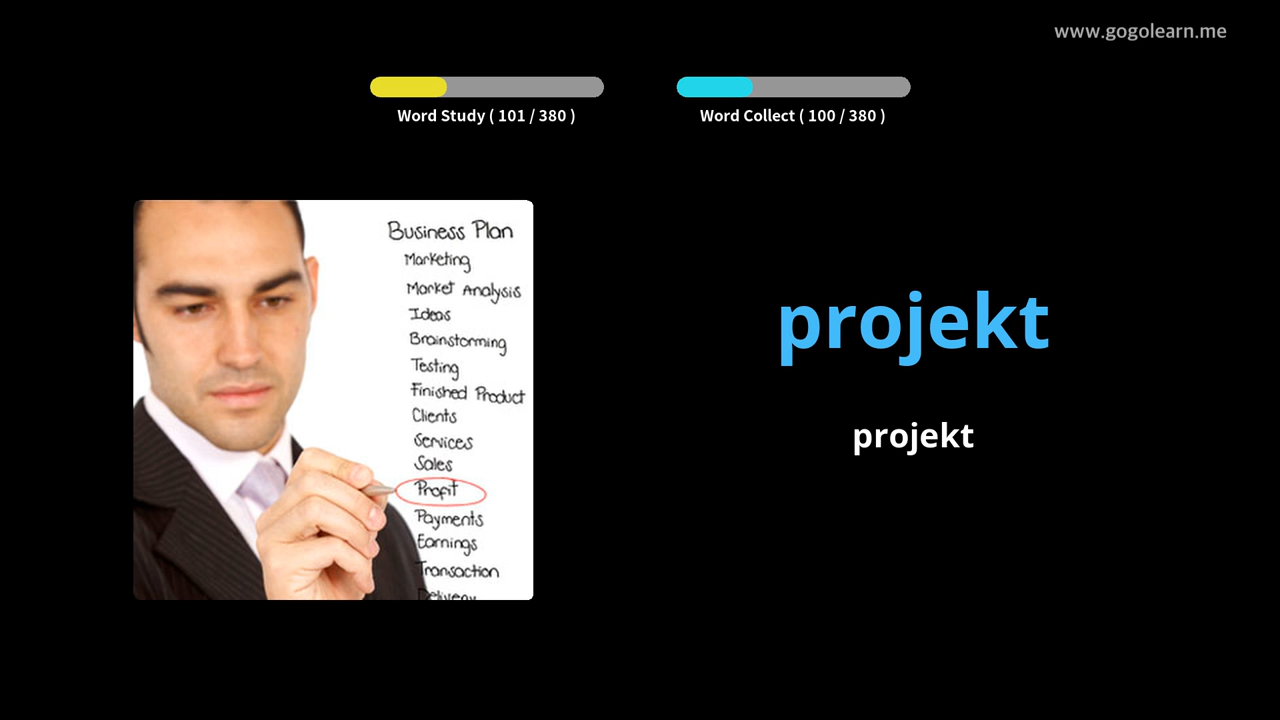 www.gogolearn.me
Word Study ( 101 / 380 )
Word Collect ( 100 / 380 )
Business Plan
Marketing
Market Analysis
Ideas
Brainstorming
Testing
Finished Product
Clients
Services
Sales
Profit
Payments
Earnings
Transaction
Delivery
projekt
projekt